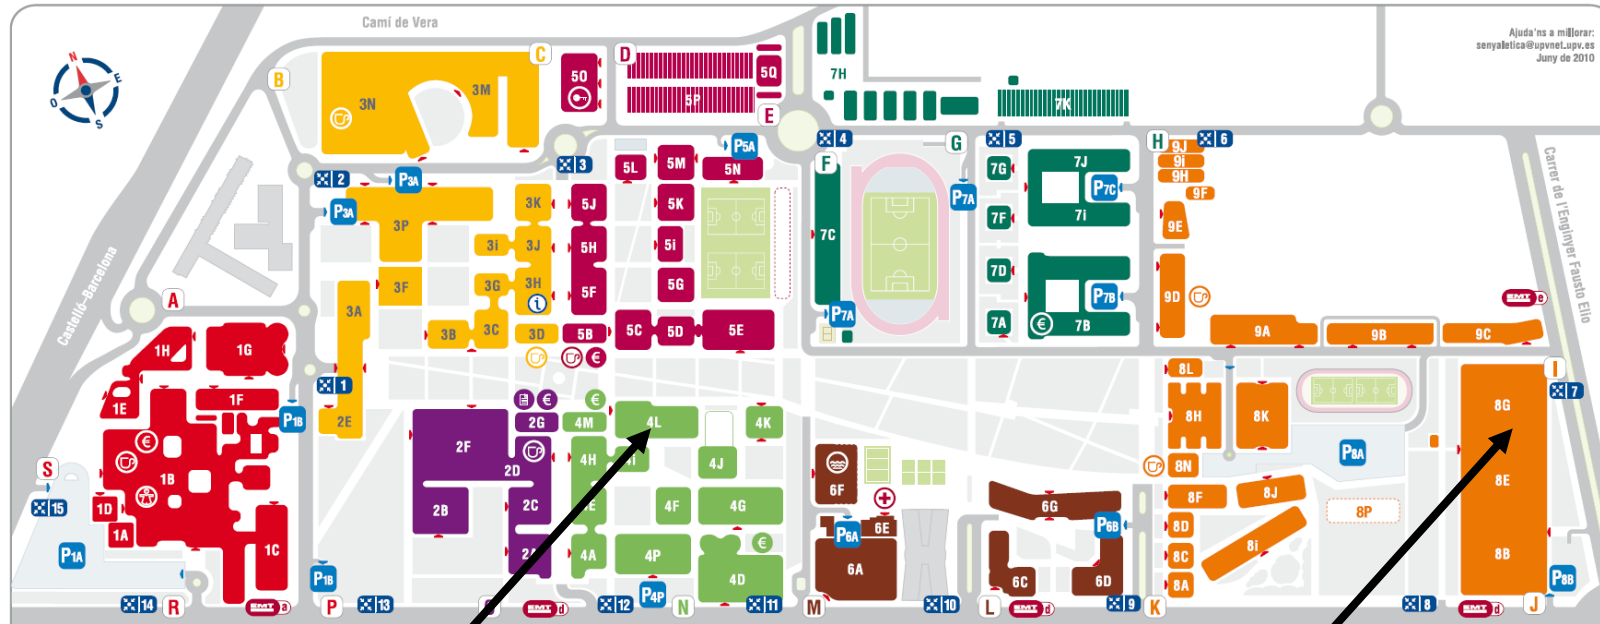 Camí de Vera
Ajuda'ns a millorar:
senyaletica@upvnet.upv.es
Juny de 2010
N
E
S
O
B
C
D
E
3N
3M
5O
5P
5Q
7H
7K
4
F
G
5
H
6
3
2
P3A
P3A
3P
3K
5J
5L
5M
5N
P5A
5K
3i
3J
5H
5i
3F
3G
3H
i
5F
5G
3A
3B
3C
3D
5B
€
5C
5D
5E
7C
P7A
P7A
7G
7F
7D
7A
7J
7i
P7C
P7B
€
7B
9J
9i
9H
9F
9E
9D
9A
9B
9C
EMT e
Carrer de l'Enginyer Fausto Elio
Castelló-Barcelona
A
1H
1G
1E
1F
1
P1B
2E
€
1B
S
15
1D
1A
1C
P1A
P1B
14
R
EMT a
P
13
2F
2D
2G
€
2B
2C
EMT d
€
4M
4L
4K
4H
4J
4F
4G
4A
4P
4D
€
P4P
12
N
11
6F
P6A
6E
6A
M
10
6G
P6B
6C
6D
L
EMT d
9
K
8L
8H
8K
8N
8F
8J
8D
8C
8A
8i
P8A
8P
I
7
8G
8E
8B
P8B
8
EMT d
J